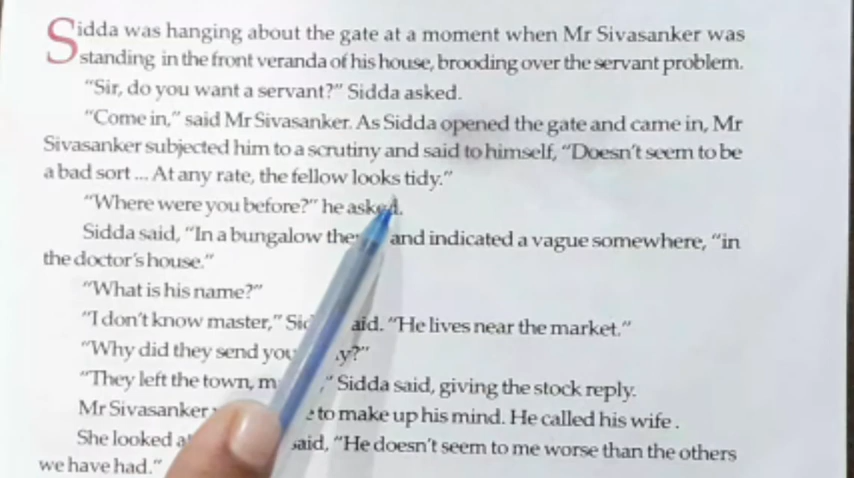 Sidda was hanging about the gate at a moment when Mr Sivasanker was
standing in the front veranda of his house, brooding over the servant problem.
“Sir, do you want a servant?” Sidda asked.
“Come in,” said Mr Sivasanker. As Sidda opened the gate and came in, Mr
Sivasanker subjected him to a scrutiny and said to himself, “Doesn’t seem to be
a bad sort ... At any rate, the fellow looks tidy.”
“Where were you before?” he asked.
Sidda said, “In a bungalow and indicated a vague somewhere, “in
the doctor’s house.”
“What is his name?”
“I don’t know master,” “He lives near the market.”
“Why did they send you
“They left the town, Sidda said, giving the stock reply.
Mr Sivasanker to make up his mind. He called his wife .
She looked said, “He doesn’t seem to me worse than the others
we have had.”